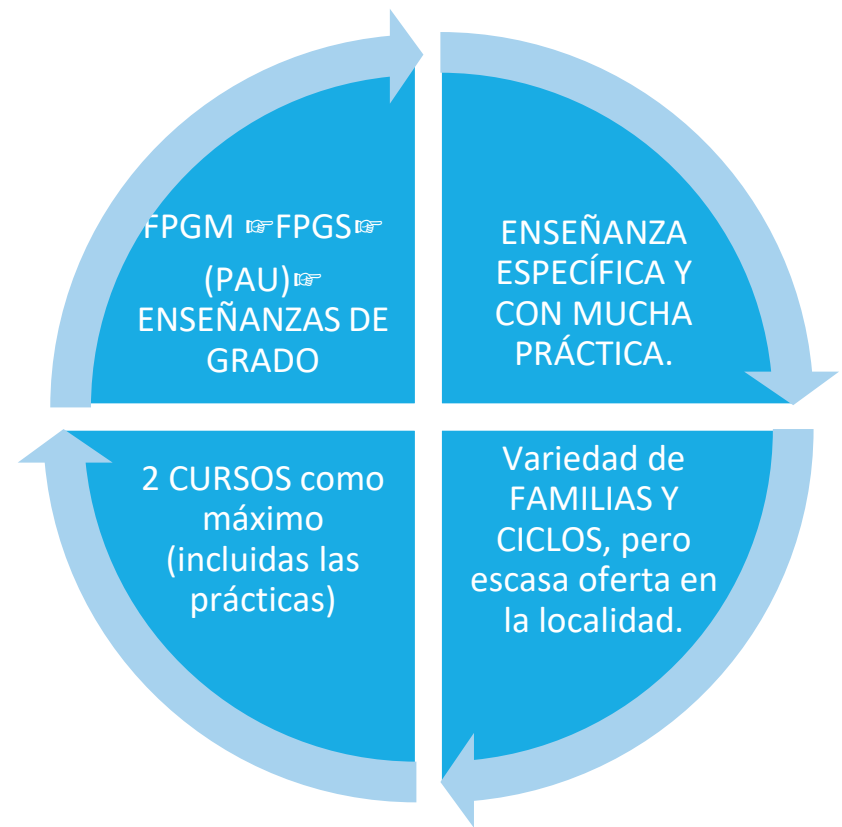 FPGM ☞FPGS☞
(PAU)☞
ENSEÑANZAS DE
GRADO
ENSEÑANZA
ESPECÍFICA Y
CON MUCHA
PRÁCTICA.
2 CURSOS como
máximo
(incluidas las
prácticas)
Variedad de
FAMILIAS Y
CICLOS, pero
escasa oferta en
la localidad.